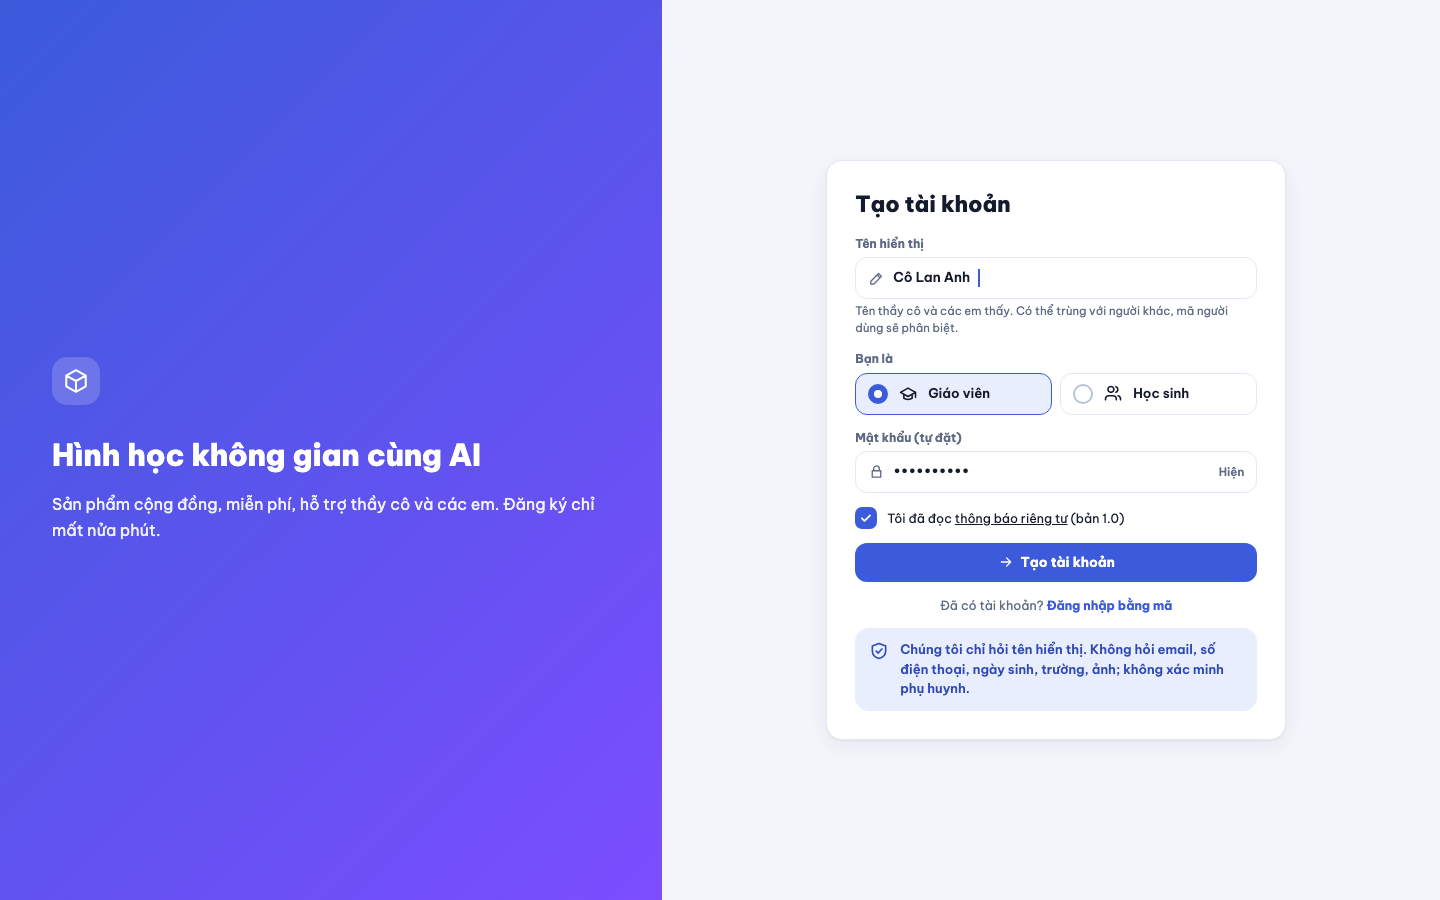 Hình học không gian cùng AI
Sản phẩm cộng đồng, miễn phí, hỗ trợ thầy cô và các em. Đăng ký chỉ
mất nửa phút.
Tạo tài khoản
Tên hiển thị
Cô Lan Anh
Tên thầy cô và các em thấy. Có thể trùng với người khác, mã người
dùng sẽ phân biệt.
Bạn là
Giáo viên
Học sinh
Mật khẩu (tự đặt)
••••••••••
Hiện
Tôi đã đọc thông báo riêng tư (bản 1.0)
→ Tạo tài khoản
Đã có tài khoản? Đăng nhập bằng mã
Chúng tôi chỉ hỏi tên hiển thị. Không hỏi email, số
điện thoại, ngày sinh, trường, ảnh; không xác minh
phụ huynh.